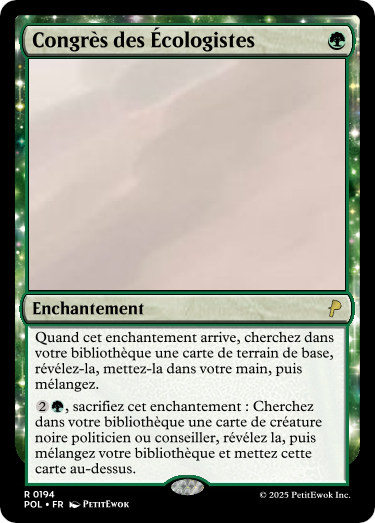 Congrès des Écologistes
Enchantement
Quand cet enchantement arrive, cherchez dans
votre bibliothèque une carte de terrain de base,
révélez-la, mettez-la dans votre main, puis
mélangez.
2, sacrifiez cet enchantement : Cherchez
dans votre bibliothèque une carte de créature
noire politicien ou conseiller, révélez la, puis
mélangez votre bibliothèque et mettez cette
carte au-dessus.
R 0194
POL • FR PetitEwok
© 2025 PetitEwok Inc.